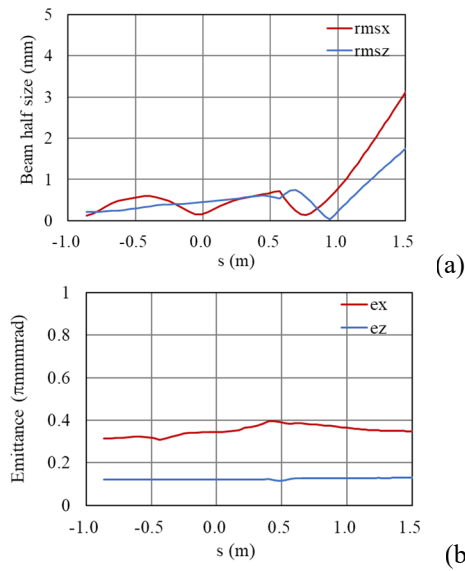 5
4
3
2
1
0
Beam half size (mm)
rmsx
rmsz
-1.0 -0.5 0.0 0.5 1.0 1.5
s (m)
(a)
1
0.8
0.6
0.4
0.2
0
Emittance (πmmmrad)
ex
ez
-1.0 -0.5 0.0 0.5 1.0 1.5
s (m)
(b